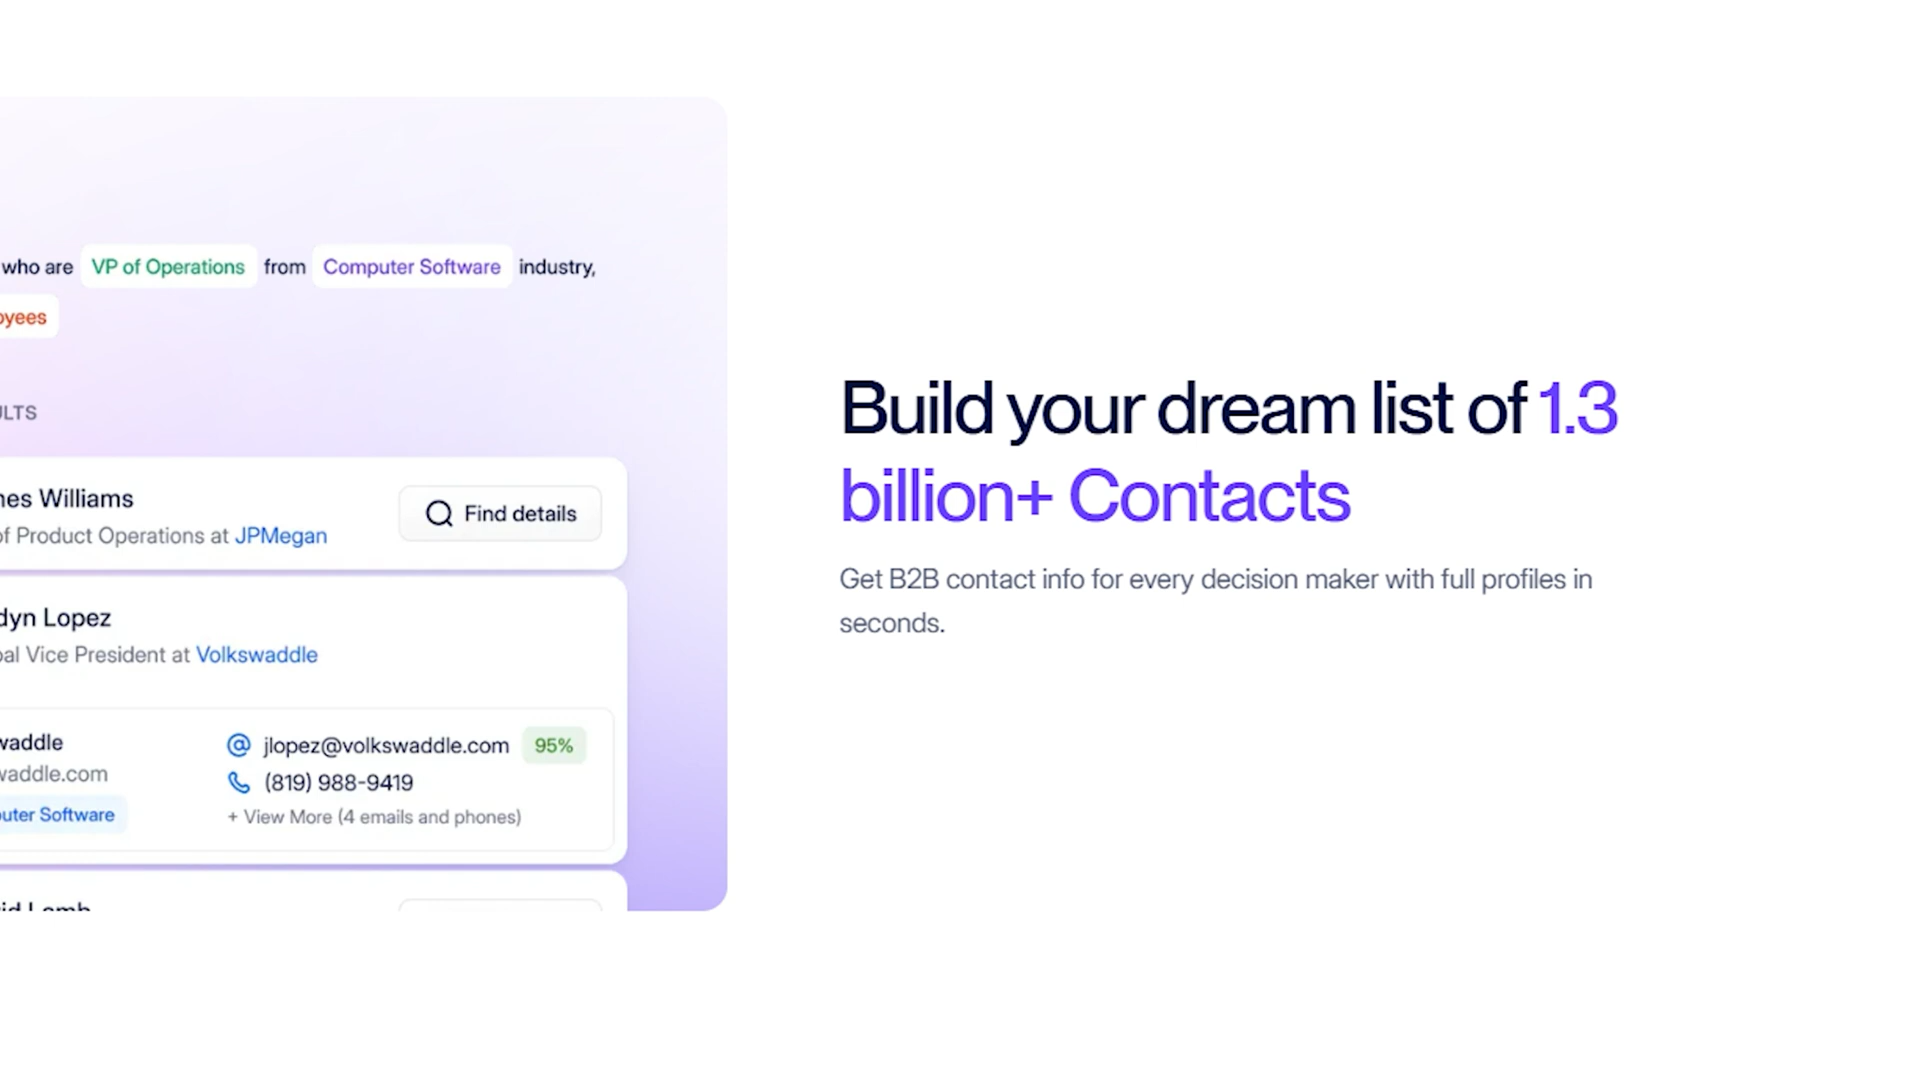 who are VP of Operations from Computer Software industry,
oyees
ULTS
nes Williams
of Product Operations at JPMegan
Find details
dyn Lopez
bal Vice President at Volkswaddle
waddle
waddle.com
uter Software
jlopez@volkswaddle.com 95%
(819) 988-9419
+ View More (4 emails and phones)
Build your dream list of 1.3
billion+ Contacts
Get B2B contact info for every decision maker with full profiles in
seconds.